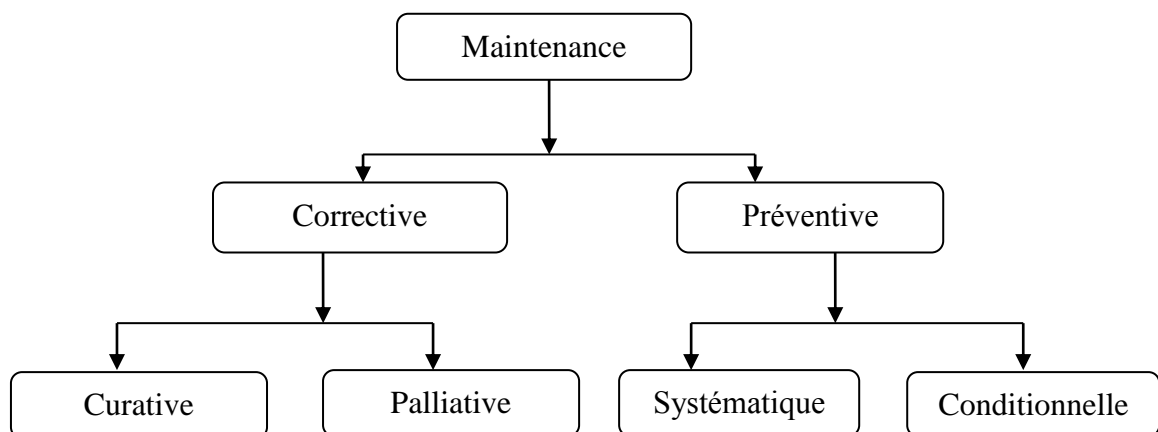 Maintenance
Corrective
Préventive
Curative
Palliative
Systématique
Conditionnelle